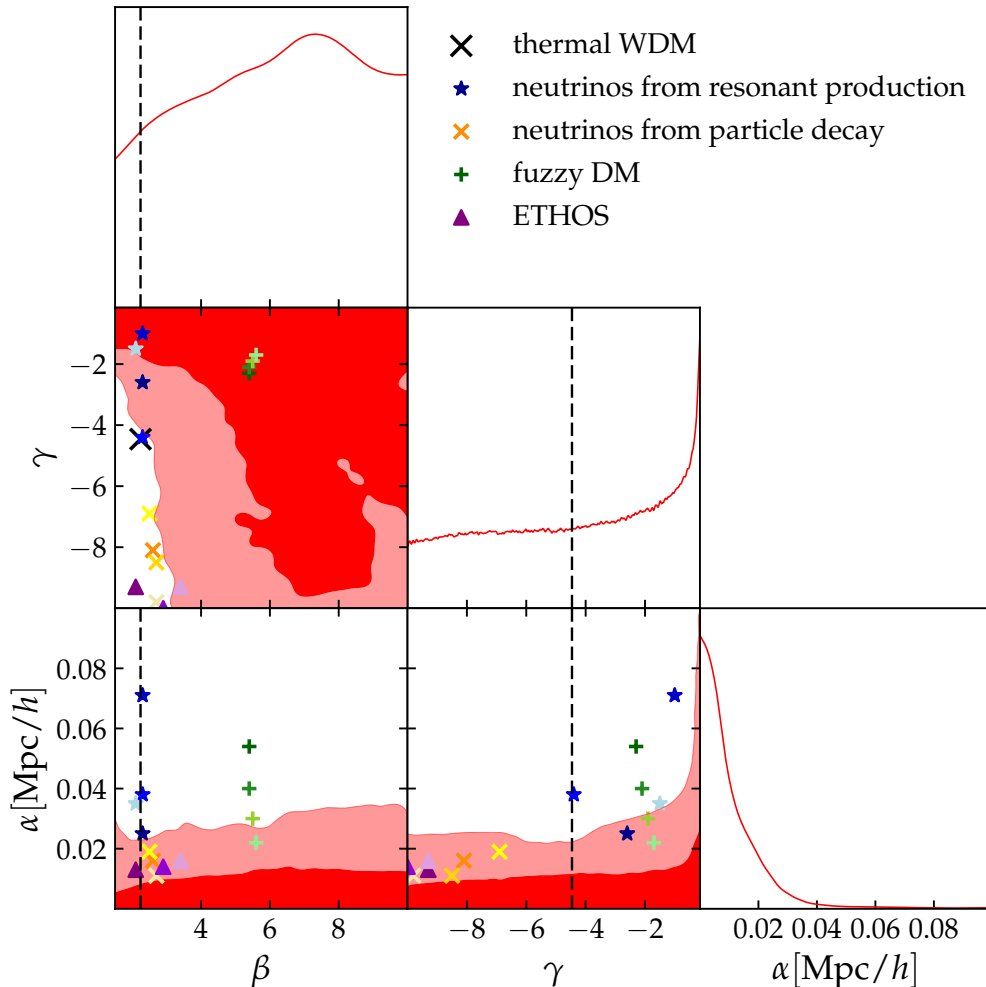 thermal WDM
neutrinos from resonant production
neutrinos from particle decay
fuzzy DM
ETHOS
−2
−4
−6
−8
γ
0.08
0.06
0.04
0.02
α[Mpc/h]
4 6 8
β
−8 −6 −4 −2
γ
0.02 0.04 0.06 0.08
α[Mpc/h]